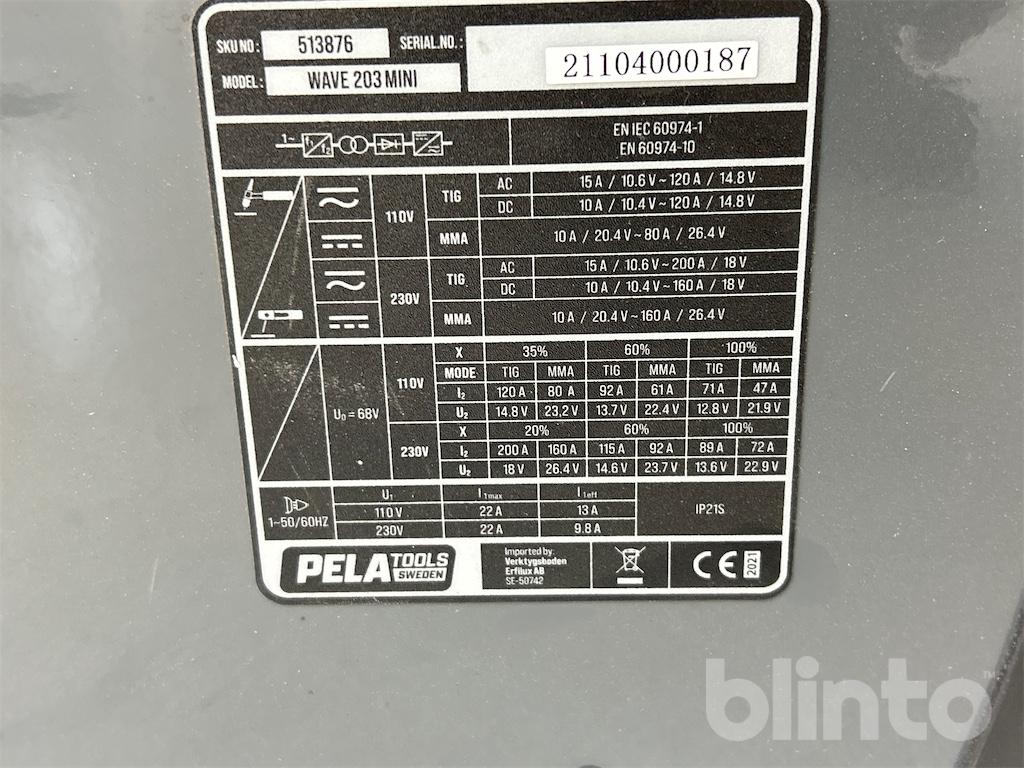 SKU NO: 513876 SERIAL.NO.: 21104000187
MODEL: WAVE 203 MINI
1~ EN IEC 60974-1
EN 60974-10
110V TIG AC 15 A / 10.6 V ~ 120 A / 14.8 V
DC 10 A / 10.4 V ~ 120 A / 14.8 V
MMA 10 A / 20.4 V ~ 80 A / 26.4 V
230V TIG AC 15 A / 10.6 V ~ 200 A / 18 V
DC 10 A / 10.4 V ~ 160 A / 18 V
MMA 10 A / 20.4 V ~ 160 A / 26.4 V
U₀ = 68V
110V X 35% 60% 100%
MODE TIG MMA TIG MMA TIG MMA
I₂ 120 A 80 A 92 A 61 A 71 A 47 A
U₂ 14.8 V 23.2 V 13.7 V 22.4 V 12.8 V 21.9 V
230V X 20% 60% 100%
I₂ 200 A 160 A 115 A 92 A 89 A 72 A
U₂ 18 V 26.4 V 14.6 V 23.7 V 13.6 V 22.9 V
1~50/60HZ U₁ I₁max I₁eff IP21S
110 V 22 A 13 A
230V 22 A 9.8 A
PELA TOOLS SWEDEN
Imported by:
Verktygsboden
Erfilux AB
SE-50742
CE 2021
blinto™